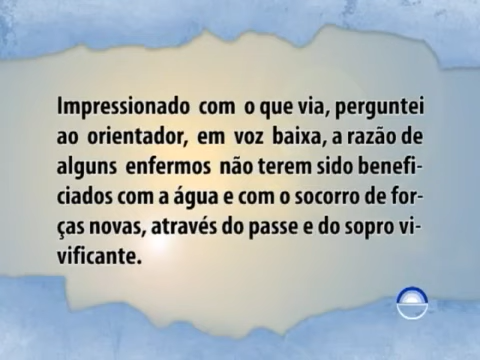 Impressionado com o que via, perguntei
ao orientador, em voz baixa, a razão de
alguns enfermos não terem sido benefi-
ciados com a água e com o socorro de for-
ças novas, através do passe e do sopro vi-
vificante.